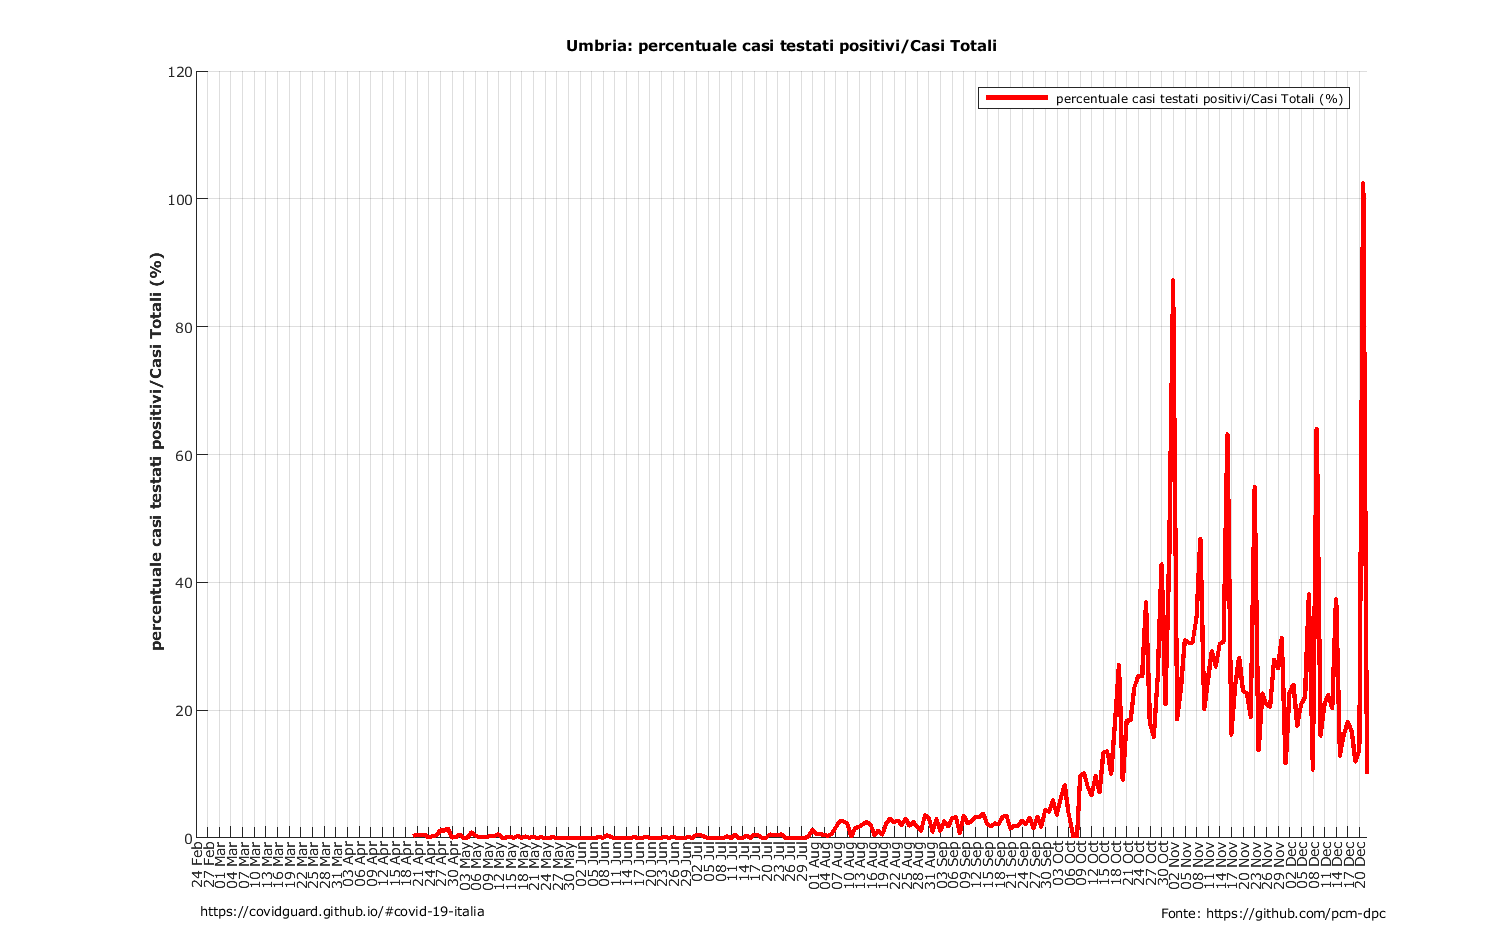 Umbria: percentuale casi testati positivi/Casi Totali
percentuale casi testati positivi/Casi Totali (%)
percentuale casi testati positivi/Casi Totali (%)
120
100
80
60
40
20
0
24 Feb
27 Feb
01 Mar
04 Mar
07 Mar
10 Mar
13 Mar
16 Mar
19 Mar
22 Mar
25 Mar
28 Mar
31 Mar
03 Apr
06 Apr
09 Apr
12 Apr
15 Apr
18 Apr
21 Apr
24 Apr
27 Apr
30 Apr
03 May
06 May
09 May
12 May
15 May
18 May
21 May
24 May
27 May
30 May
02 Jun
05 Jun
08 Jun
11 Jun
14 Jun
17 Jun
20 Jun
23 Jun
26 Jun
29 Jun
02 Jul
05 Jul
08 Jul
11 Jul
14 Jul
17 Jul
20 Jul
23 Jul
26 Jul
29 Jul
01 Aug
04 Aug
07 Aug
10 Aug
13 Aug
16 Aug
19 Aug
22 Aug
25 Aug
28 Aug
31 Aug
03 Sep
06 Sep
09 Sep
12 Sep
15 Sep
18 Sep
21 Sep
24 Sep
27 Sep
30 Sep
03 Oct
06 Oct
09 Oct
12 Oct
15 Oct
18 Oct
21 Oct
24 Oct
27 Oct
30 Oct
02 Nov
05 Nov
08 Nov
11 Nov
14 Nov
17 Nov
20 Nov
23 Nov
26 Nov
29 Nov
02 Dec
05 Dec
08 Dec
11 Dec
14 Dec
17 Dec
20 Dec
https://covidguard.github.io/#covid-19-italia
Fonte: https://github.com/pcm-dpc